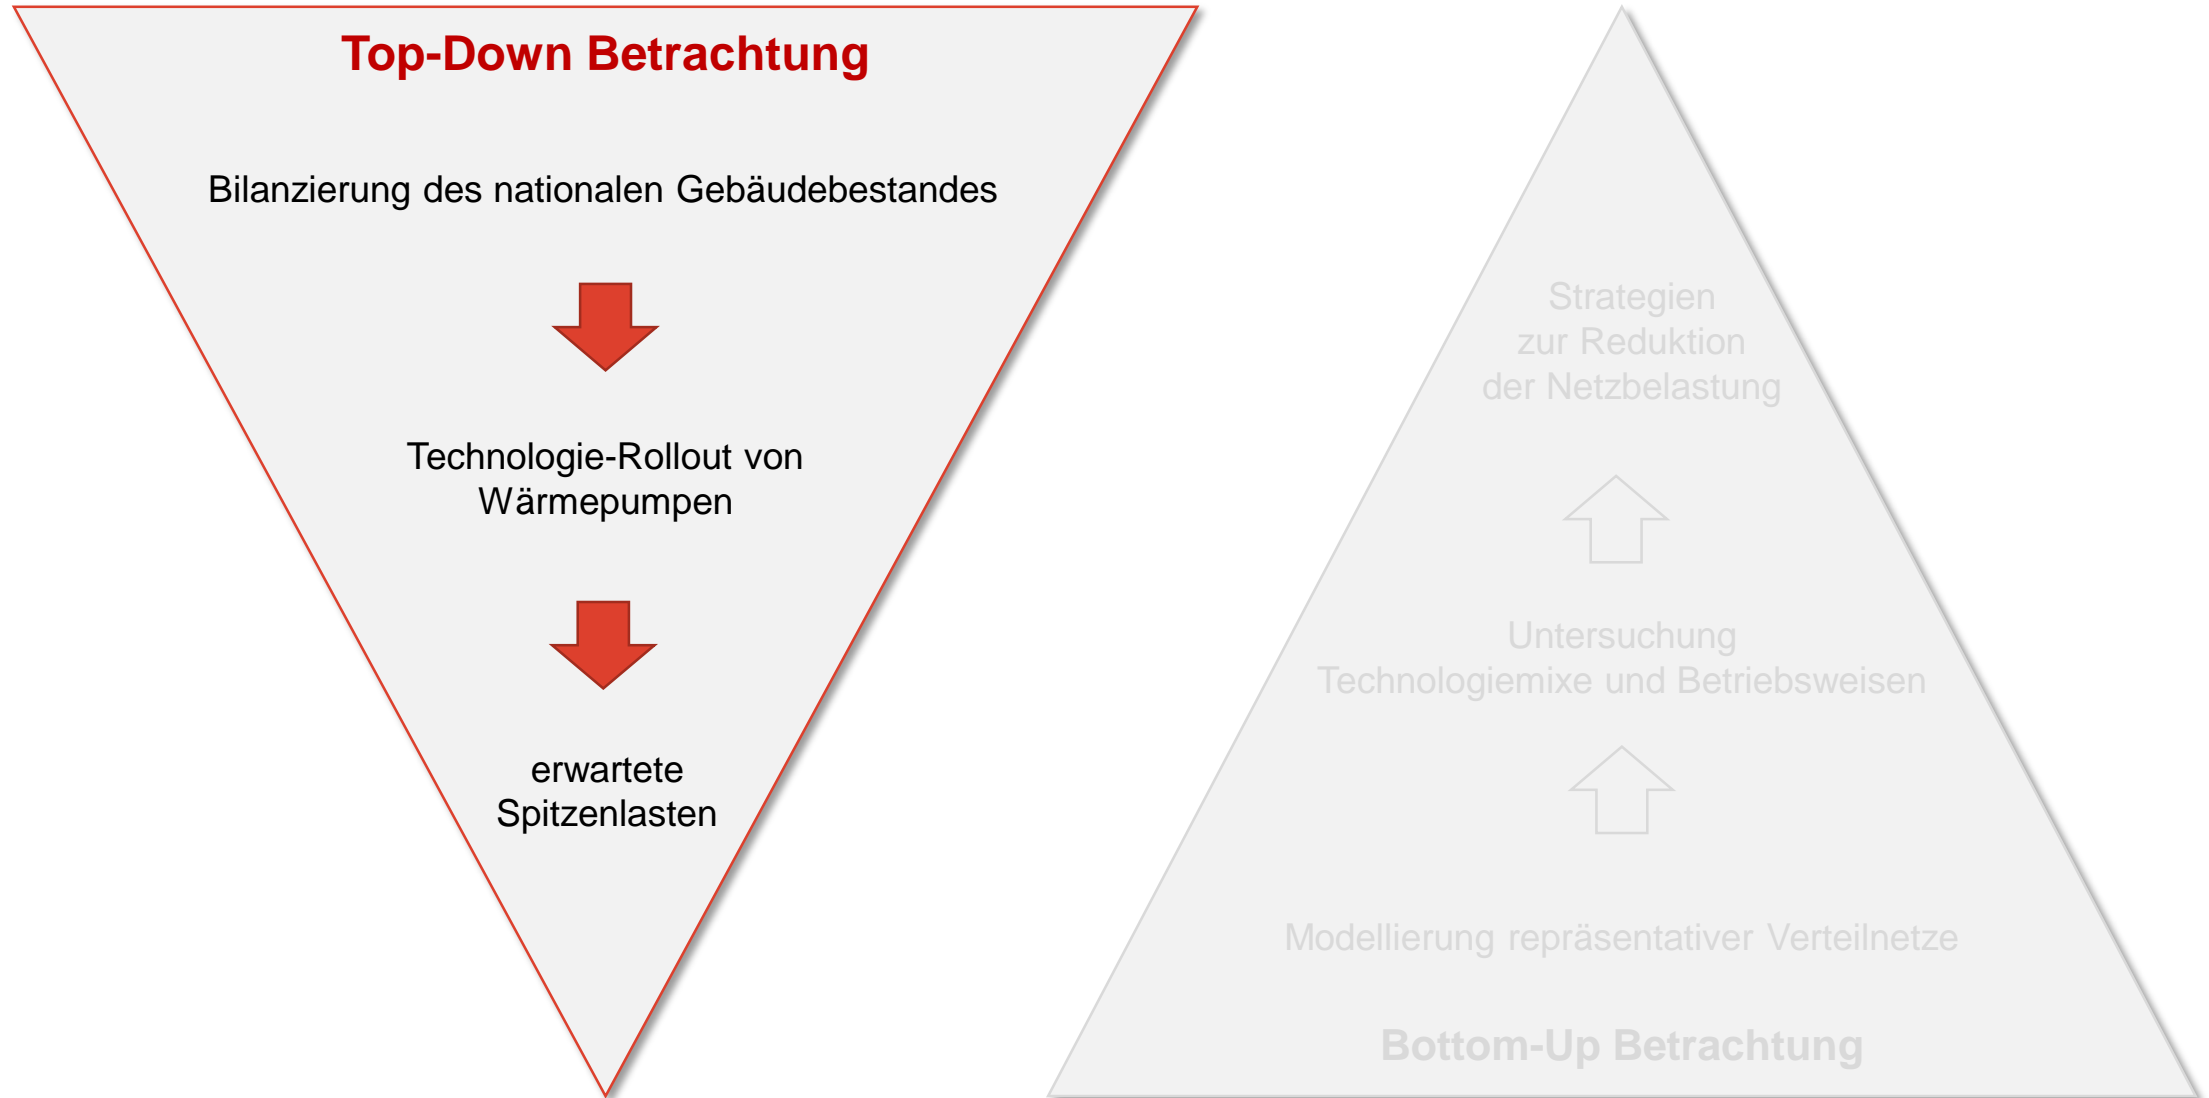 Top-Down Betrachtung
Bilanzierung des nationalen Gebäudebestandes
Technologie-Rollout von
Wärmepumpen
erwartete
Spitzenlasten
Strategien
zur Reduktion
der Netzbelastung
Untersuchung
Technologiemixe und Betriebsweisen
Modellierung repräsentativer Verteilnetze
Bottom-Up Betrachtung